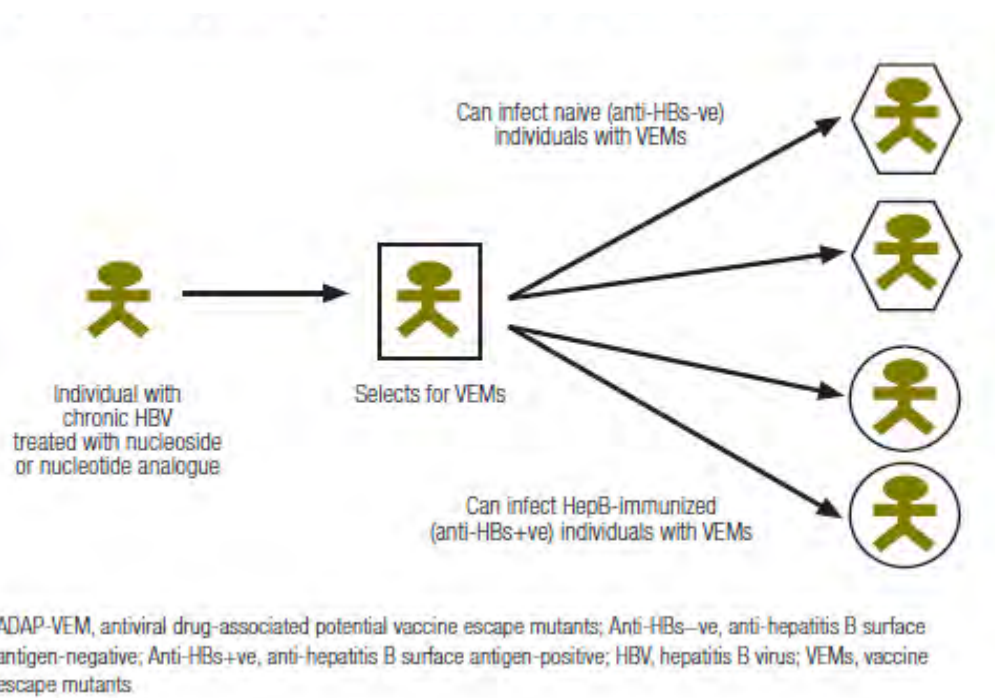 Can infect naive (anti-HBs-ve)
individuals with VEMs
Individual with
chronic HBV
treated with nucleoside
or nucleotide analogue
Selects for VEMs
Can infect HepB-immunized
(anti-HBs+ve) individuals with VEMs
ADAP-VEM, antiviral drug-associated potential vaccine escape mutants; Anti-HBs–ve, anti-hepatitis B surface
antigen-negative; Anti-HBs+ve, anti-hepatitis B surface antigen-positive; HBV, hepatitis B virus; VEMs, vaccine
escape mutants